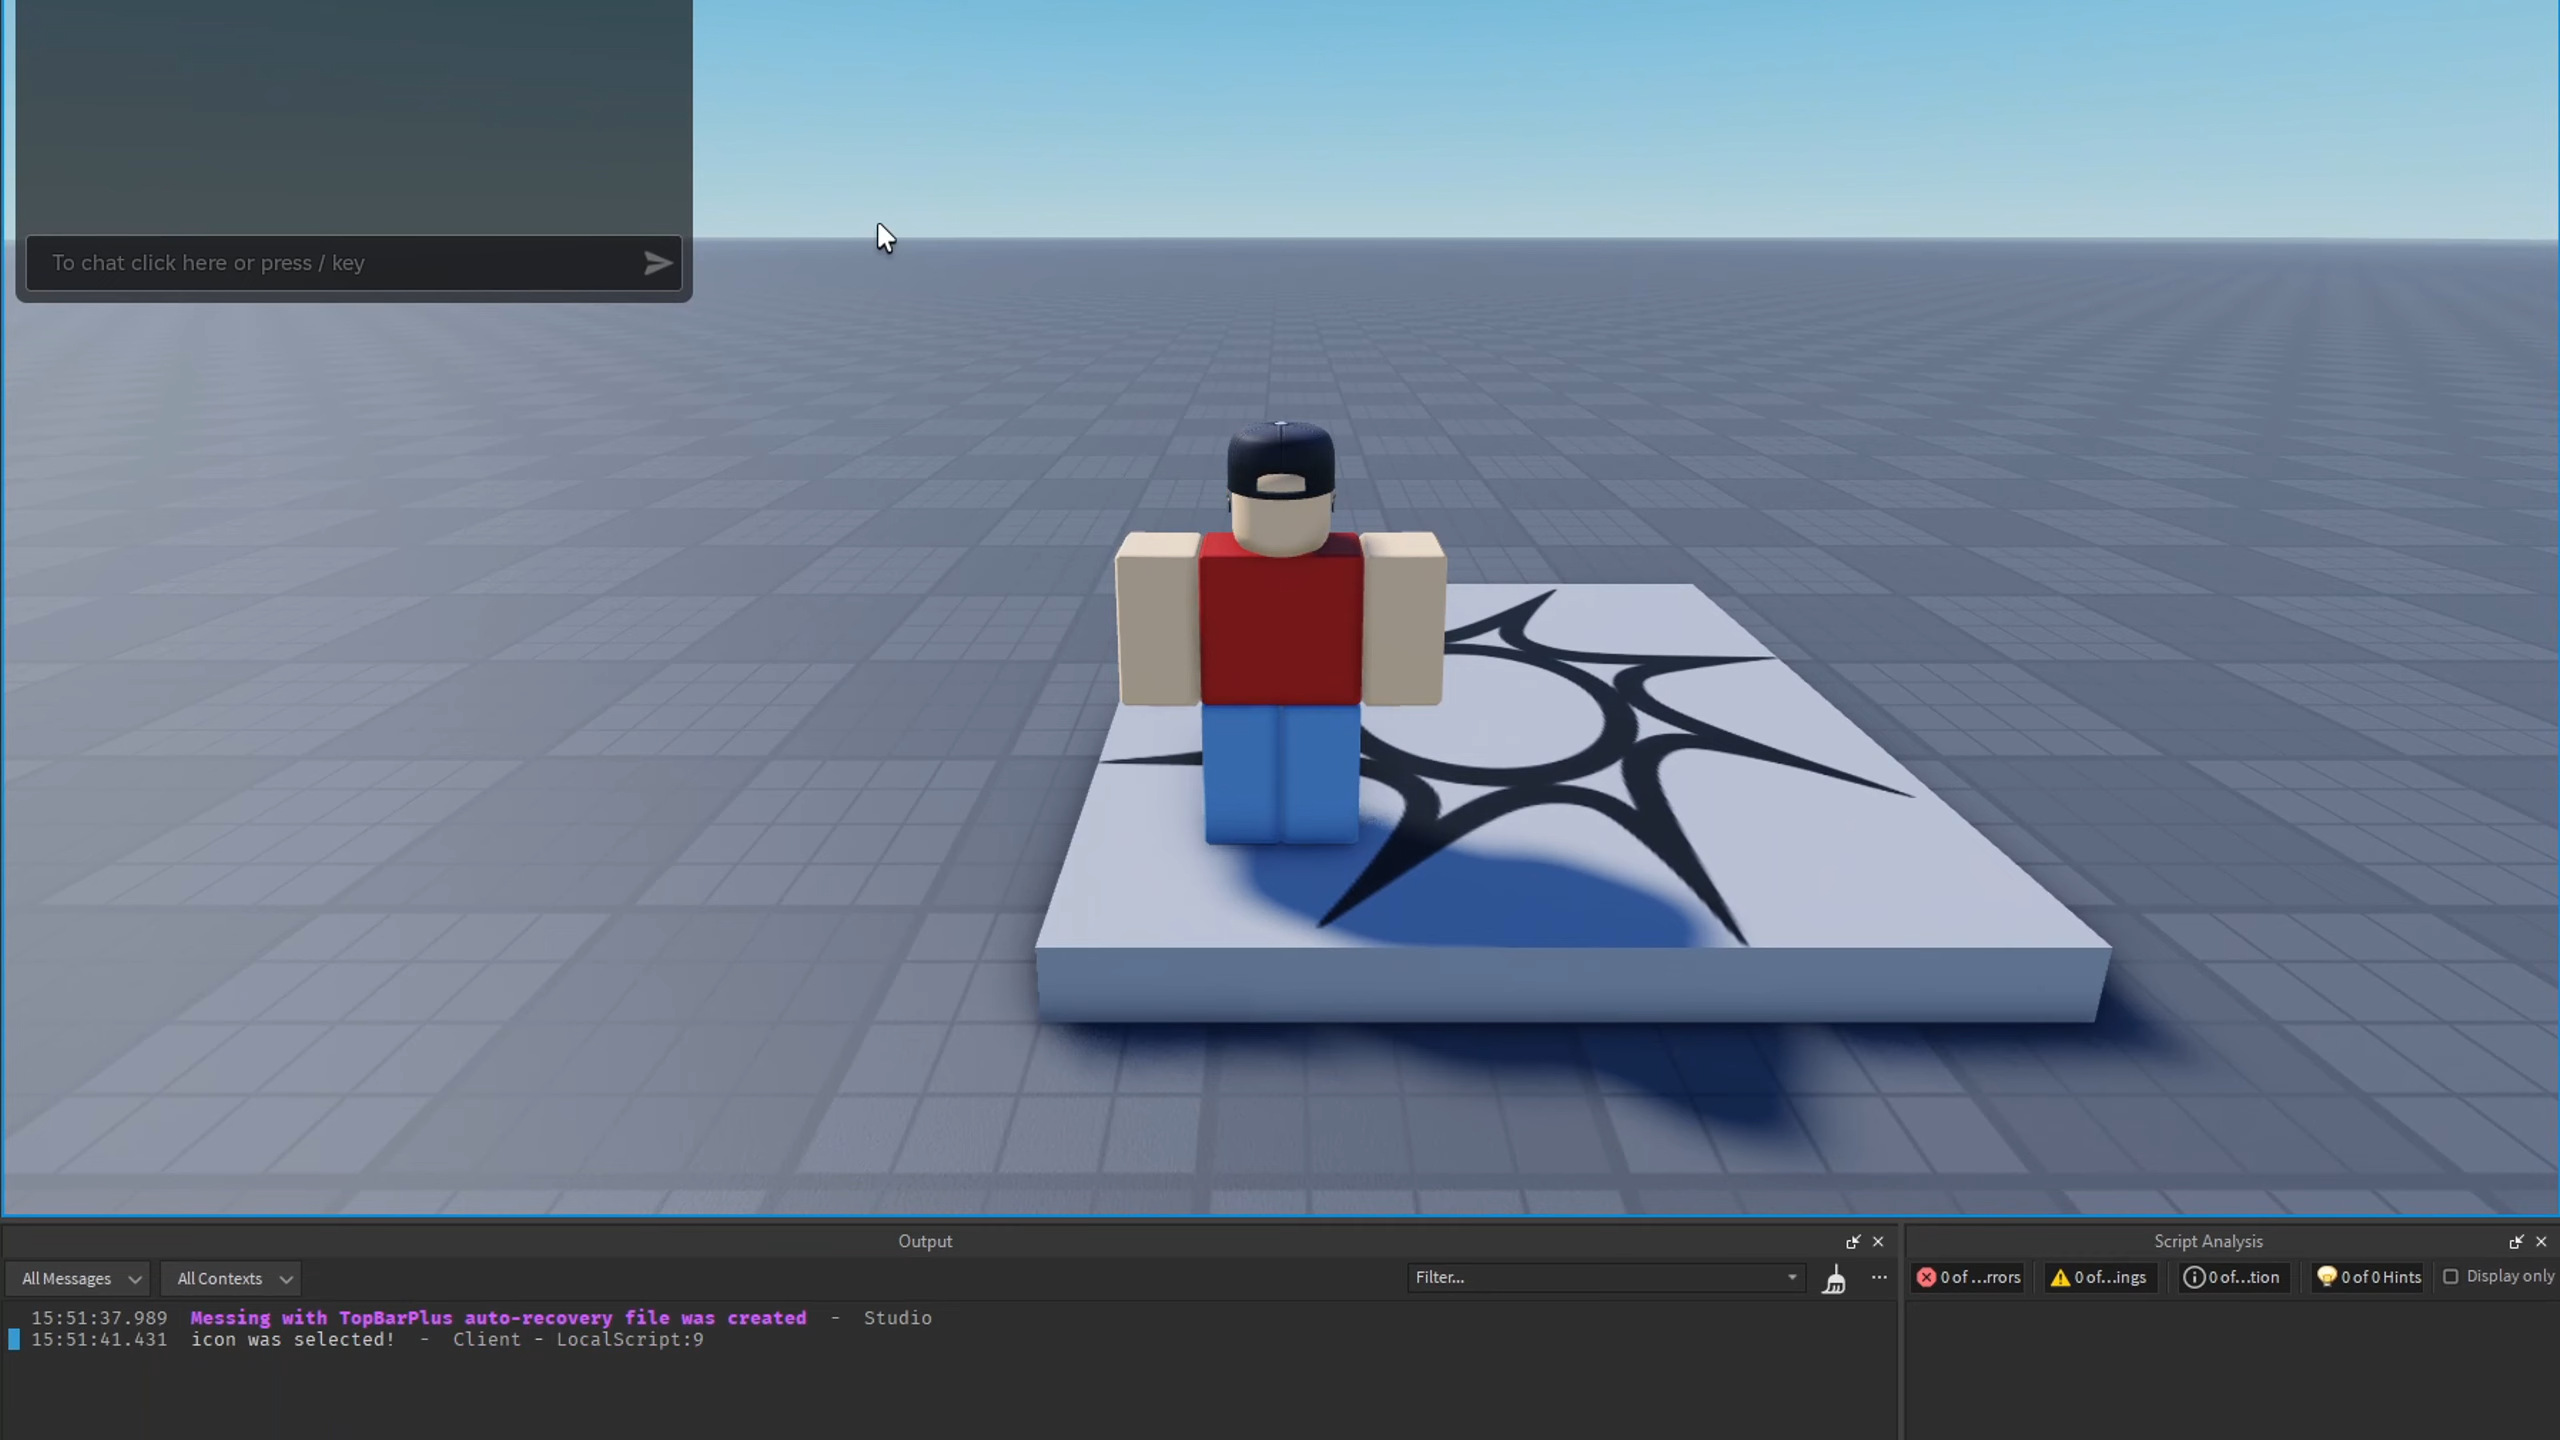 To chat click here or press / key
Output
Script Analysis
All Messages
All Contexts
Filter...
0 of ...rrors
0 of...ings
0 of...tion
0 of 0 Hints
Display only
15:51:37.989 Messing with TopBarPlus auto-recovery file was created - Studio
15:51:41.431 icon was selected! - Client - LocalScript:9